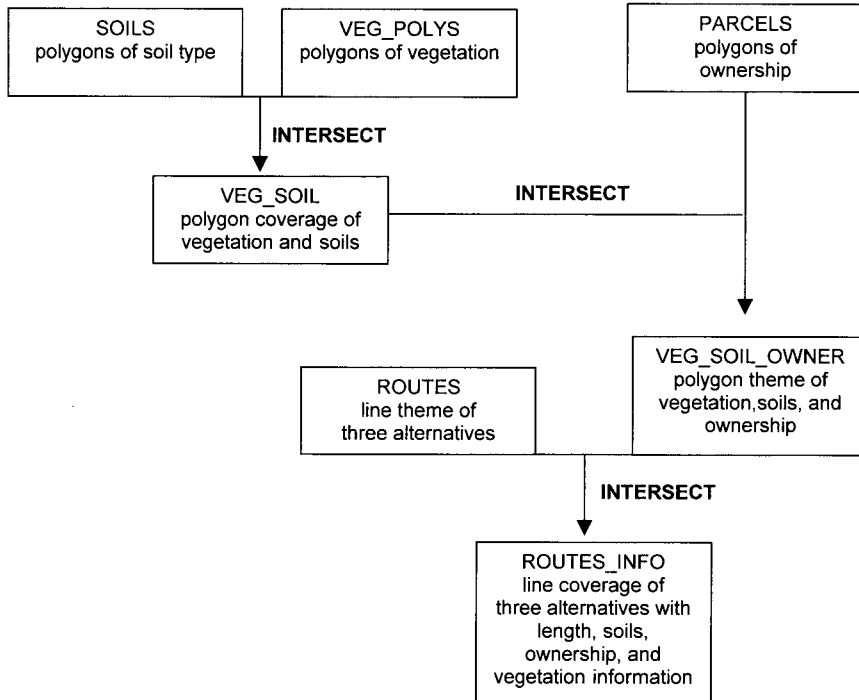 SOILS
polygons of soil type
VEG_POLYS
polygons of vegetation
PARCELS
polygons of
ownership
INTERSECT
VEG_SOIL
polygon coverage of
vegetation and soils
INTERSECT
ROUTES
line theme of
three alternatives
VEG_SOIL_OWNER
polygon theme of
vegetation,soils, and
ownership
INTERSECT
ROUTES_INFO
line coverage of
three alternatives with
length, soils,
ownership, and
vegetation information